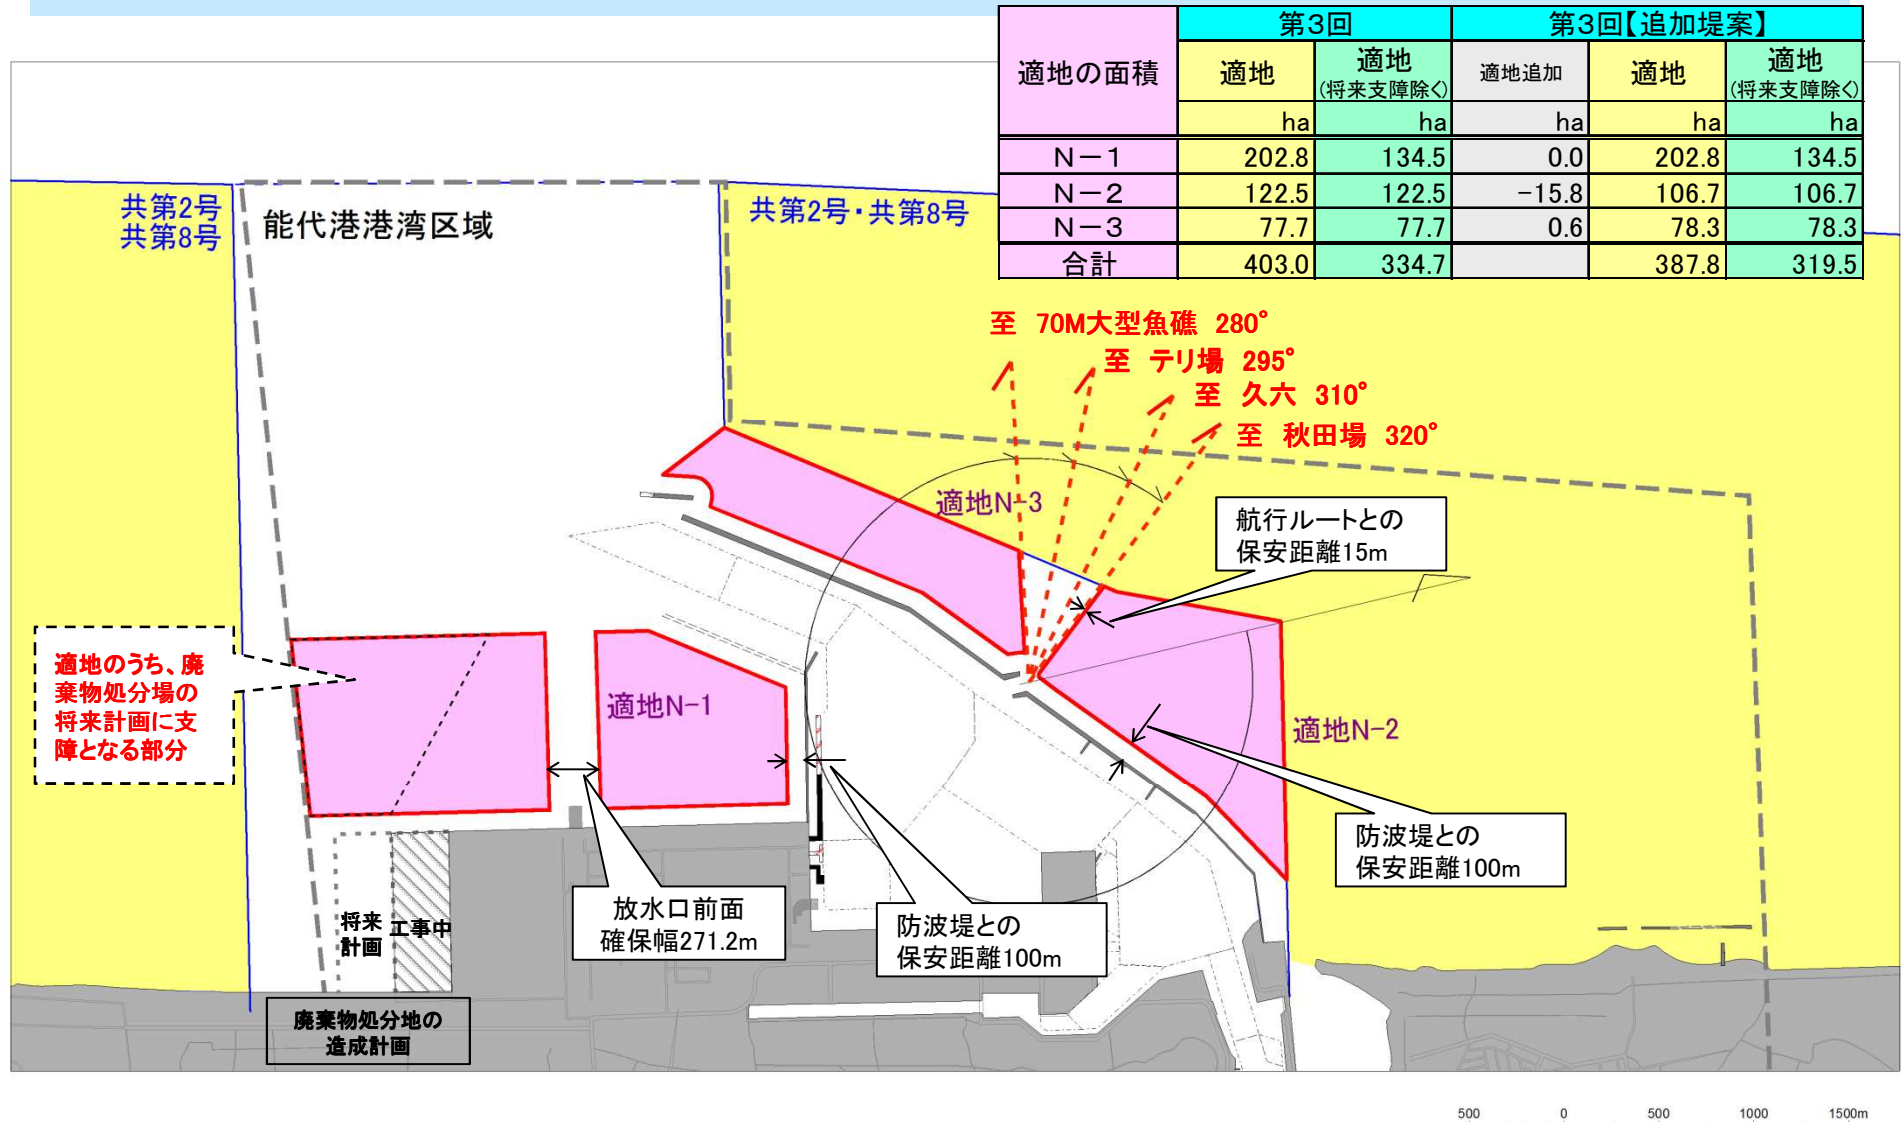 適地の面積 第3回 第3回【追加堤案】
適地 適地(将来支障除く) 適地追加 適地 適地(将来支障除く)
ha ha ha ha ha
N－1 202.8 134.5 0.0 202.8 134.5
N－2 122.5 122.5 －15.8 106.7 106.7
N－3 77.7 77.7 0.6 78.3 78.3
合計 403.0 334.7 387.8 319.5
共第2号
共第8号
能代港港湾区域
共第2号・共第8号
至 70M大型魚礁 280°
至 テリ場 295°
至 久六 310°
至 秋田場 320°
適地N-3
航行ルートとの
保安距離15m
適地のうち、廃
棄物処分場の
将来計画に支
障となる部分
適地N-1
適地N-2
防波堤との
保安距離100m
放水口前面
確保幅271.2m
防波堤との
保安距離100m
将来
計画
工事中
廃棄物処分地の
造成計画
500 0 500 1000 1500m